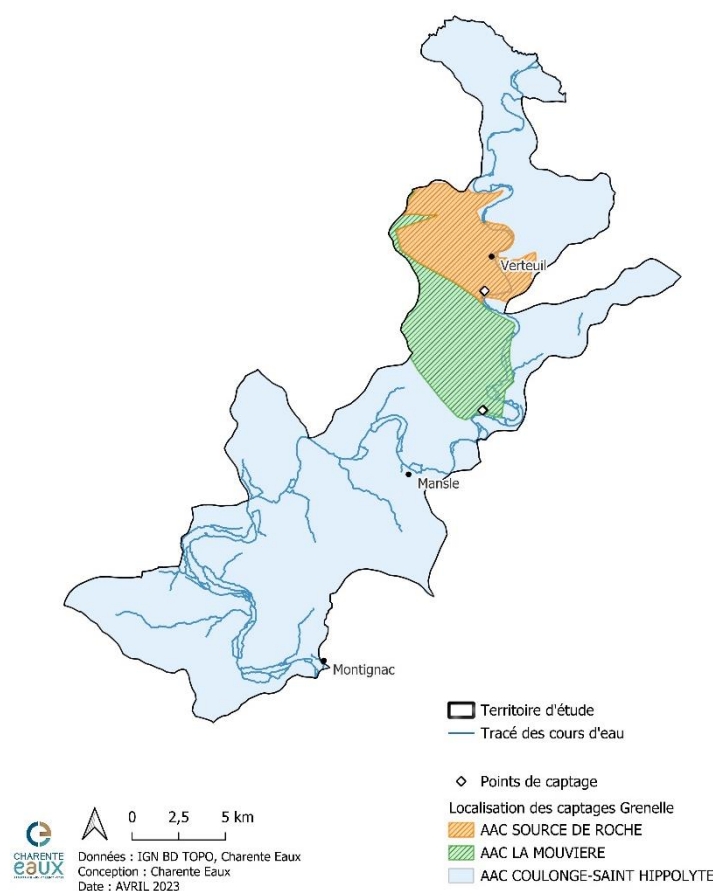 Verteuil
Mansle
Montignac
Territoire d'étude
Tracé des cours d'eau
Points de captage
Localisation des captages Grenelle
AAC SOURCE DE ROCHE
AAC LA MOUVIERE
AAC COULONGE-SAINT HIPPOLYTE
0 2,5 5 km
CHARENTE
eaux
Données : IGN BD TOPO, Charente Eaux
Conception : Charente Eaux
Date : AVRIL 2023